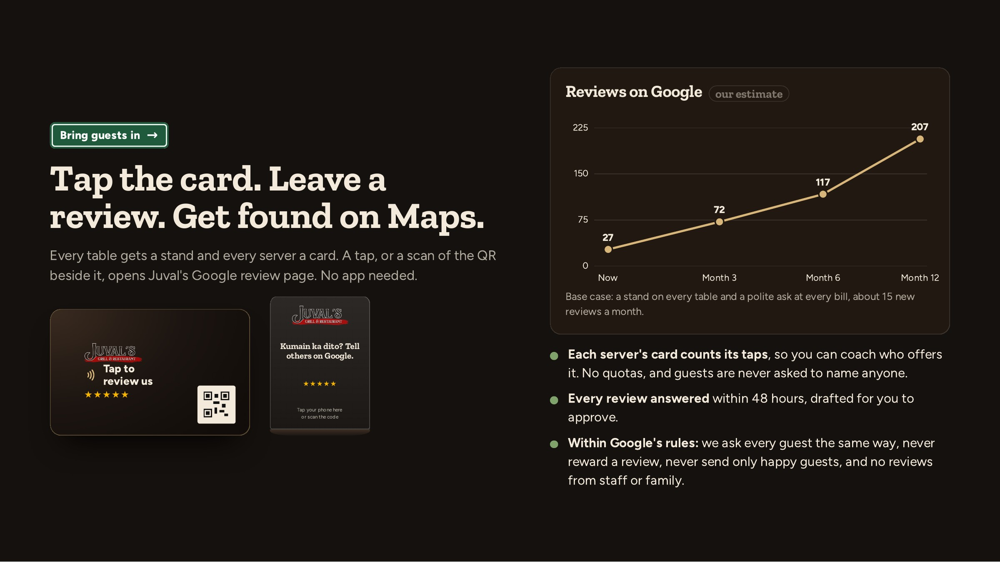 Bring guests in →
Tap the card. Leave a
review. Get found on Maps.
Every table gets a stand and every server a card. A tap, or a scan of the QR
beside it, opens Juval's Google review page. No app needed.
JUVAL'S
GRILL & RESTAURANT
Tap to
review us
★★★★★
JUVAL'S
GRILL & RESTAURANT
Kumain ka dito? Tell
others on Google.
★★★★★
Tap your phone here
or scan the code
Reviews on Google our estimate
225
150
75
0
27
72
117
207
Now Month 3 Month 6 Month 12
Base case: a stand on every table and a polite ask at every bill, about 15 new
reviews a month.
Each server's card counts its taps, so you can coach who offers
it. No quotas, and guests are never asked to name anyone.
Every review answered within 48 hours, drafted for you to
approve.
Within Google's rules: we ask every guest the same way, never
reward a review, never send only happy guests, and no reviews
from staff or family.